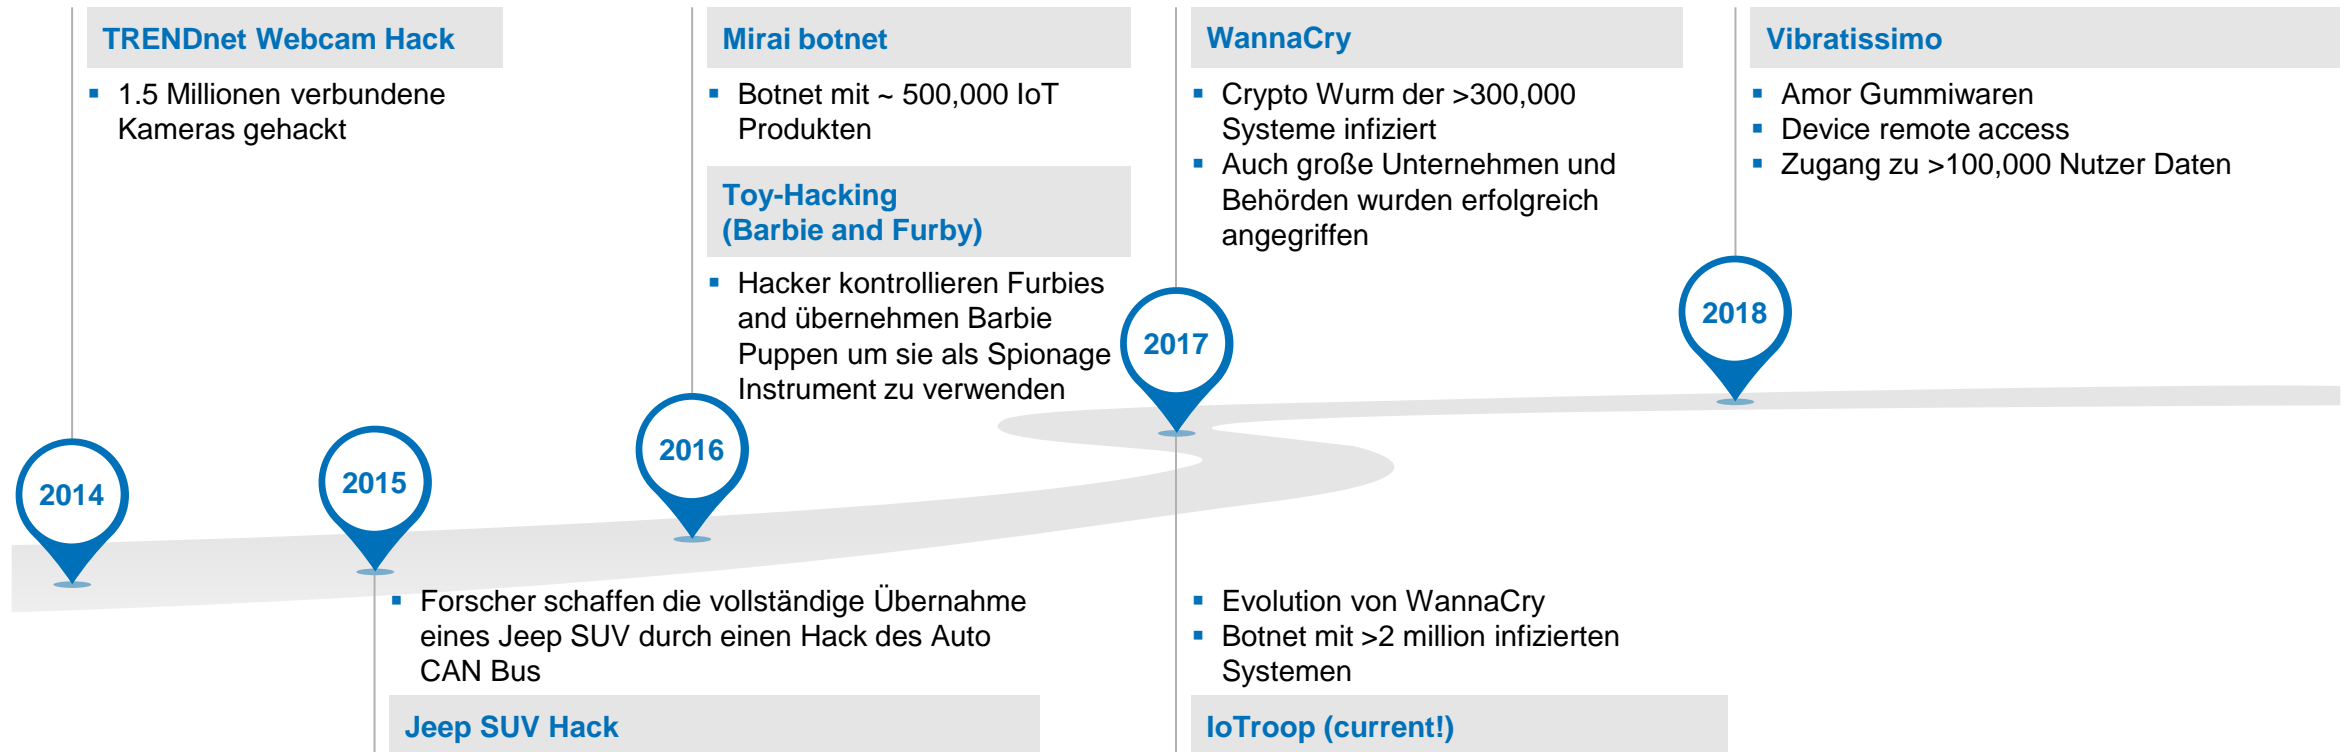 TRENDnet Webcam Hack
1.5 Millionen verbundene
Kameras gehackt
2014
2015
Forscher schaffen die vollständige Übernahme
eines Jeep SUV durch einen Hack des Auto
CAN Bus
Jeep SUV Hack
Mirai botnet
Botnet mit ~ 500,000 IoT
Produkten
Toy-Hacking
(Barbie and Furby)
Hacker kontrollieren Furbies
and übernehmen Barbie
Puppen um sie als Spionage
Instrument zu verwenden
2016
WannaCry
Crypto Wurm der >300,000
Systeme infiziert
Auch große Unternehmen und
Behörden wurden erfolgreich
angegriffen
2017
Evolution von WannaCry
Botnet mit >2 million infizierten
Systemen
IoTroop (current!)
Vibratissimo
Amor Gummiwaren
Device remote access
Zugang zu >100,000 Nutzer Daten
2018